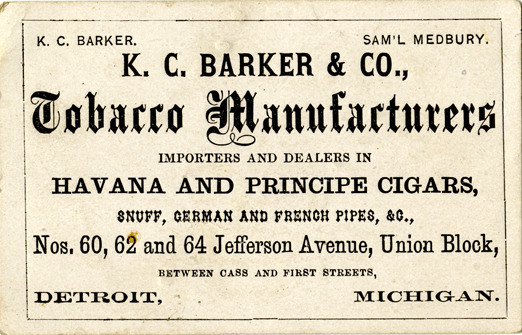 K. C. BARKER. SAM'L MEDBURY.
K. C. BARKER & CO.,
Tobacco Manufacturers
IMPORTERS AND DEALERS IN
HAVANA AND PRINCIPE CIGARS,
SNUFF, GERMAN AND FRENCH PIPES, &C.,
Nos. 60, 62 and 64 Jefferson Avenue, Union Block,
BETWEEN CASS AND FIRST STREETS,
DETROIT, MICHIGAN.